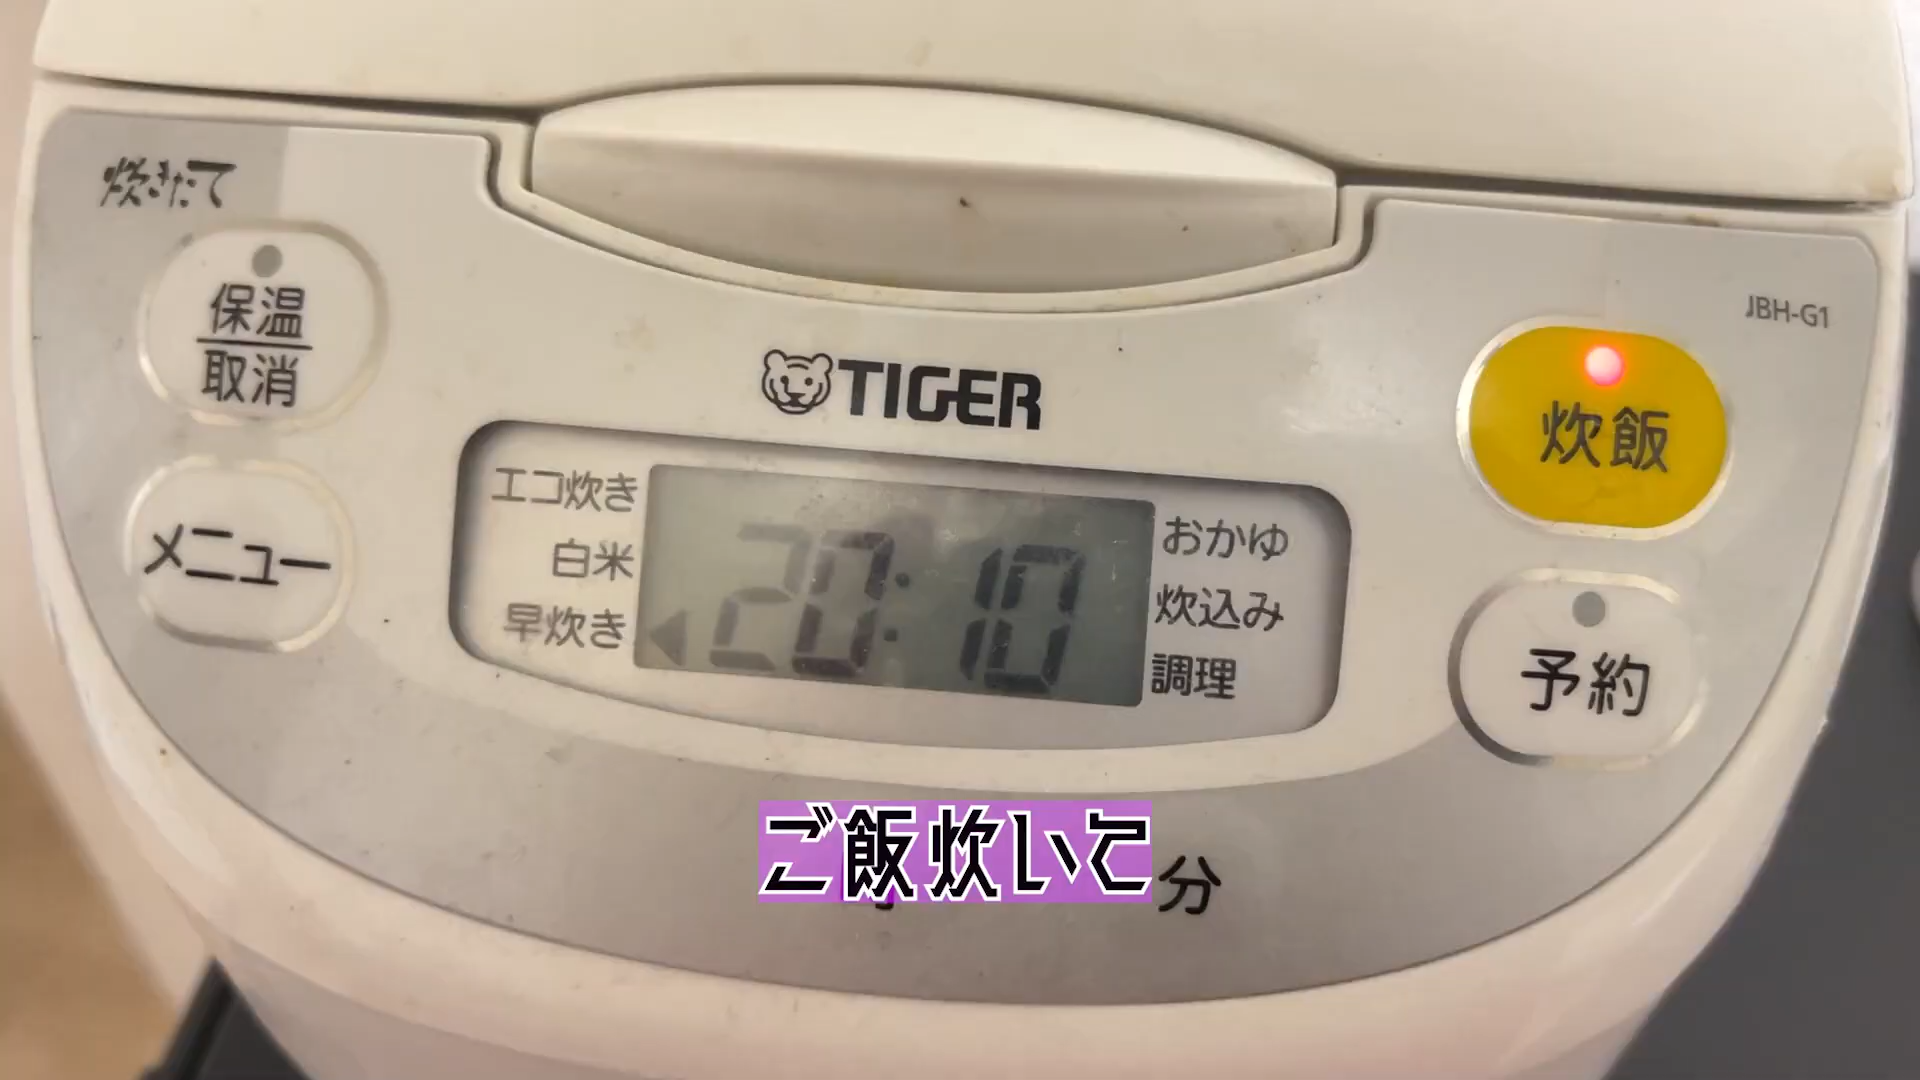 炊きたて
保温
取消
メニュー
TIGER
JBH-G1
エコ炊き
白米
早炊き
20:10
おかゆ
炊込み
調理
炊飯
予約
ご飯炊いて
分